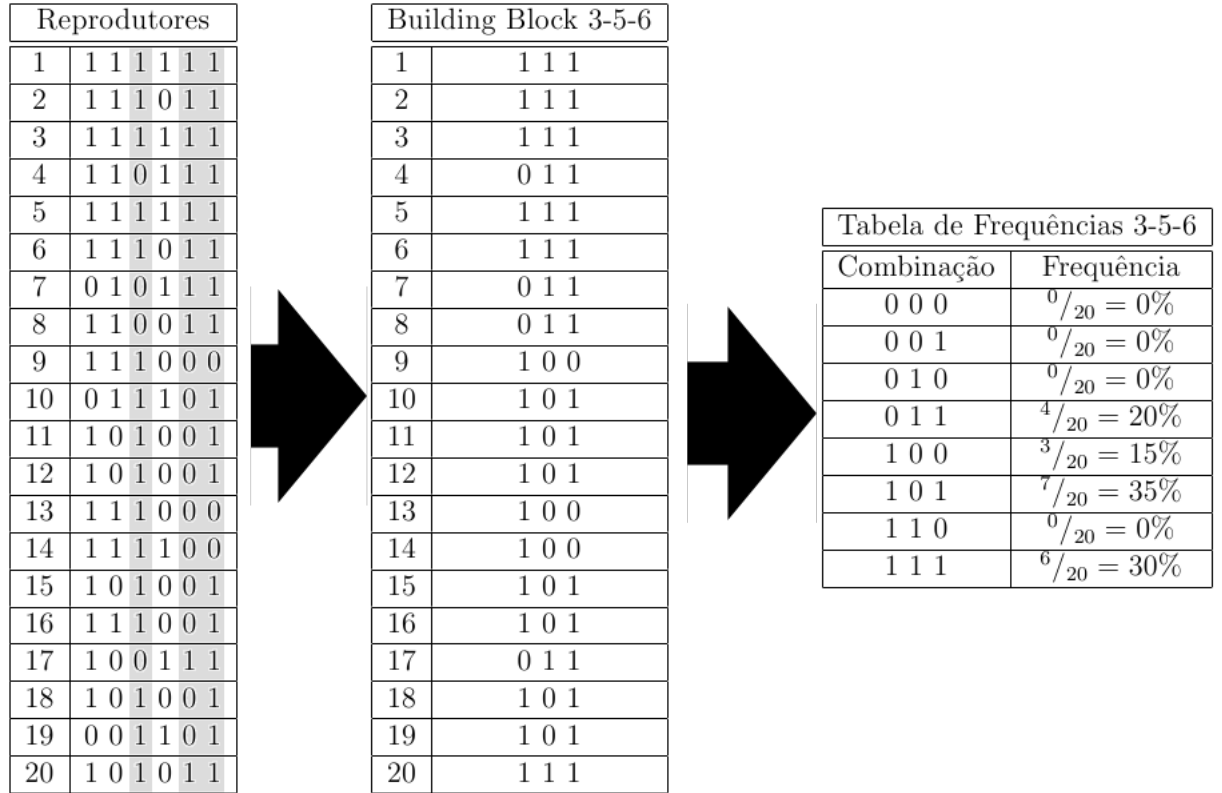 Reprodutores
1 1 1 1 1 1 1
2 1 1 1 0 1 1
3 1 1 1 1 1 1
4 1 1 0 1 1 1
5 1 1 1 1 1 1
6 1 1 1 0 1 1
7 0 1 0 1 1 1
8 1 1 0 0 1 1
9 1 1 1 0 0 0
10 0 1 1 1 0 1
11 1 0 1 0 0 1
12 1 0 1 0 0 1
13 1 1 1 0 0 0
14 1 1 1 1 0 0
15 1 0 1 0 0 1
16 1 1 1 0 0 1
17 1 0 0 1 1 1
18 1 0 1 0 0 1
19 0 0 1 1 0 1
20 1 0 1 0 1 1
Building Block 3-5-6
1 1 1 1
2 1 1 1
3 1 1 1
4 0 1 1
5 1 1 1
6 1 1 1
7 0 1 1
8 0 1 1
9 1 0 0
10 1 0 1
11 1 0 1
12 1 0 1
13 1 0 0
14 1 0 0
15 1 0 1
16 1 0 1
17 0 1 1
18 1 0 1
19 1 0 1
20 1 1 1
Tabela de Frequências 3-5-6
Combinação Frequência
0 0 0 0/20 = 0%
0 0 1 0/20 = 0%
0 1 0 0/20 = 0%
0 1 1 4/20 = 20%
1 0 0 3/20 = 15%
1 0 1 7/20 = 35%
1 1 0 0/20 = 0%
1 1 1 6/20 = 30%